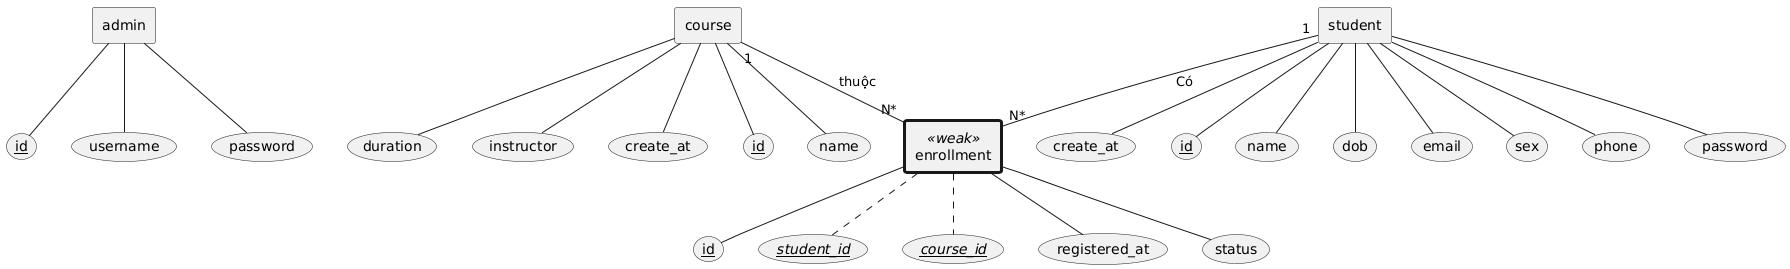 admin
course
student
1
1
thuộc
Có
N*
N*
id
username
password
duration
instructor
create_at
id
name
«weak»
enrollment
create_at
id
name
dob
email
sex
phone
password
id
student_id
course_id
registered_at
status